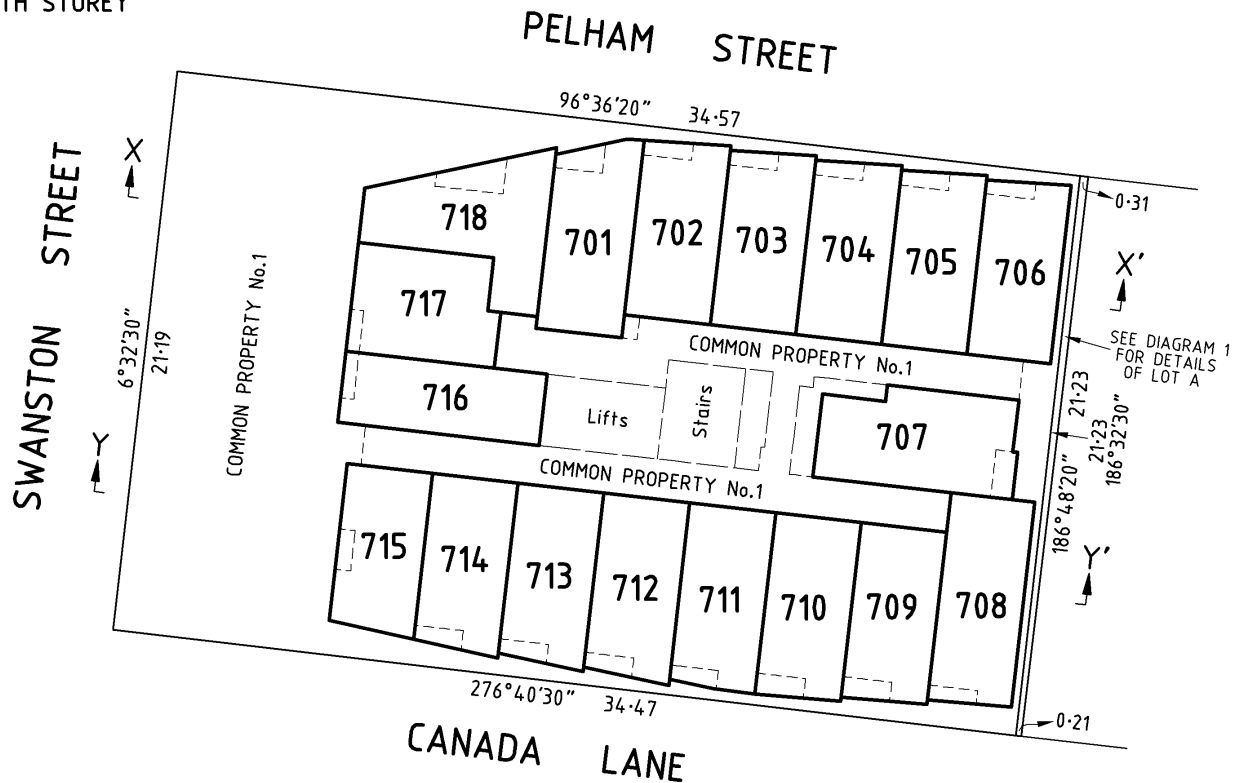 TH STOREY
PELHAM STREET
96°36'20" 34·57
SWANSTON STREET
X
0·31
718
701
702
703
704
705
706
X'
717
COMMON PROPERTY No.1
6°32'30"
21·19
COMMON PROPERTY No.1
SEE DIAGRAM 1
FOR DETAILS
OF LOT A
716
Lifts
Stairs
707
21·23
21·23
186°32'30"
186°48'20"
Y
COMMON PROPERTY No.1
715
714
713
712
711
710
709
708
Y'
276°40'30" 34·47
0·21
CANADA LANE